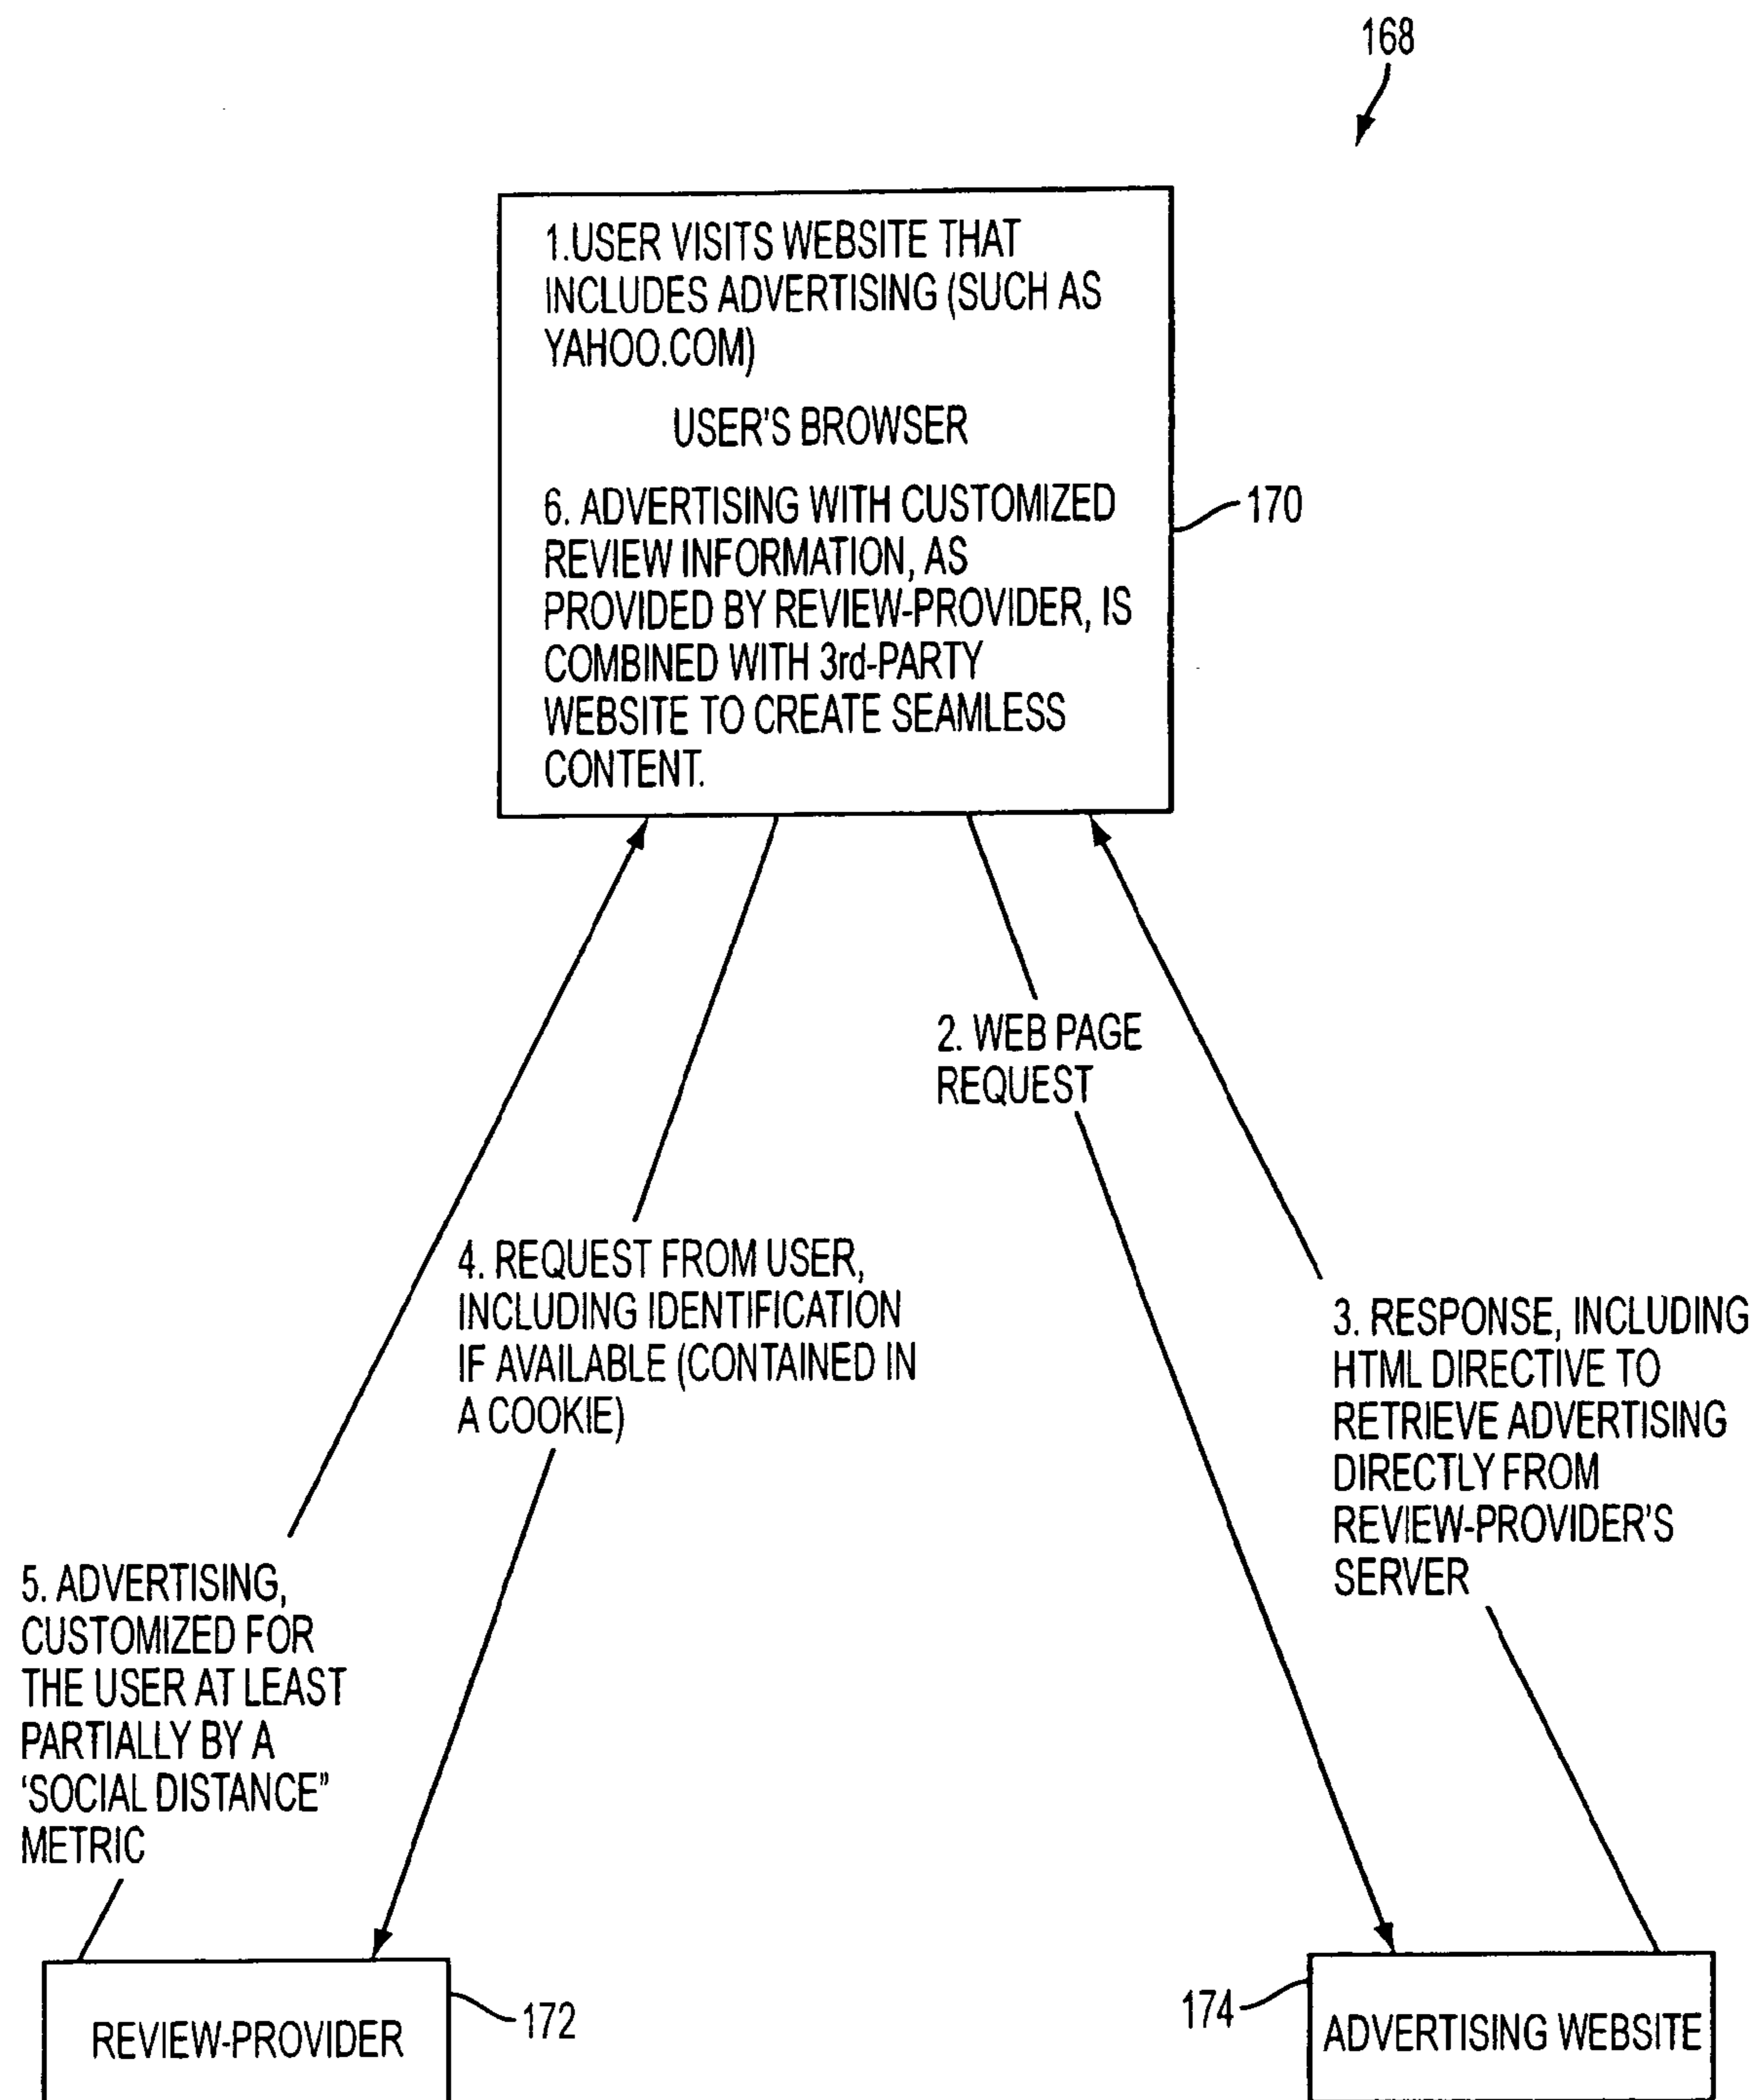 168
1.USER VISITS WEBSITE THAT
INCLUDES ADVERTISING (SUCH AS
YAHOO.COM)
USER'S BROWSER
6. ADVERTISING WITH CUSTOMIZED
REVIEW INFORMATION, AS
PROVIDED BY REVIEW-PROVIDER, IS
COMBINED WITH 3rd-PARTY
WEBSITE TO CREATE SEAMLESS
CONTENT.
170
2. WEB PAGE
REQUEST
4. REQUEST FROM USER,
INCLUDING IDENTIFICATION
IF AVAILABLE (CONTAINED IN
A COOKIE)
3. RESPONSE, INCLUDING
HTML DIRECTIVE TO
RETRIEVE ADVERTISING
DIRECTLY FROM
REVIEW-PROVIDER'S
SERVER
5. ADVERTISING,
CUSTOMIZED FOR
THE USER AT LEAST
PARTIALLY BY A
'SOCIAL DISTANCE"
METRIC
REVIEW-PROVIDER
172
174
ADVERTISING WEBSITE